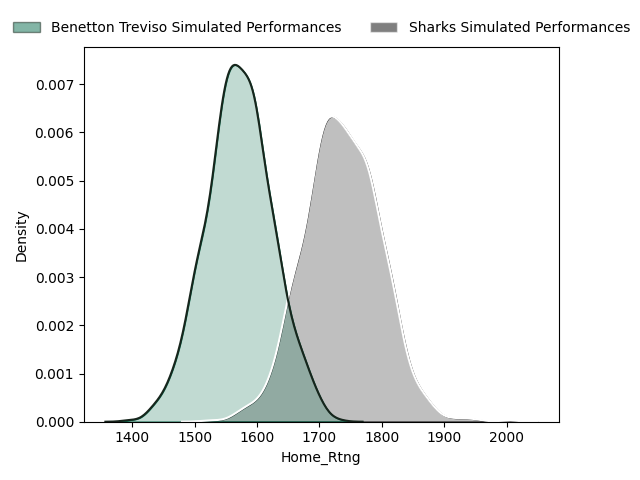 Benetton Treviso Simulated Performances
Sharks Simulated Performances
0.007
0.006
0.005
0.004
0.003
0.002
0.001
0.000
Density
1400 1500 1600 1700 1800 1900 2000
Home_Rtng